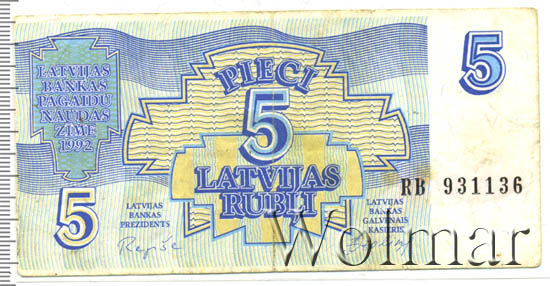 LATVIJAS
BANKAS
PAGAIDU
NAUDAS
ZĪME
1992
PIECI
5
LATVIJAS
RUBĻI
5
5
RB 931136
LATVIJAS
BANKAS
PREZIDENTS
LATVIJAS
BANKAS
GALVENAIS
KASIERIS
Wolmar